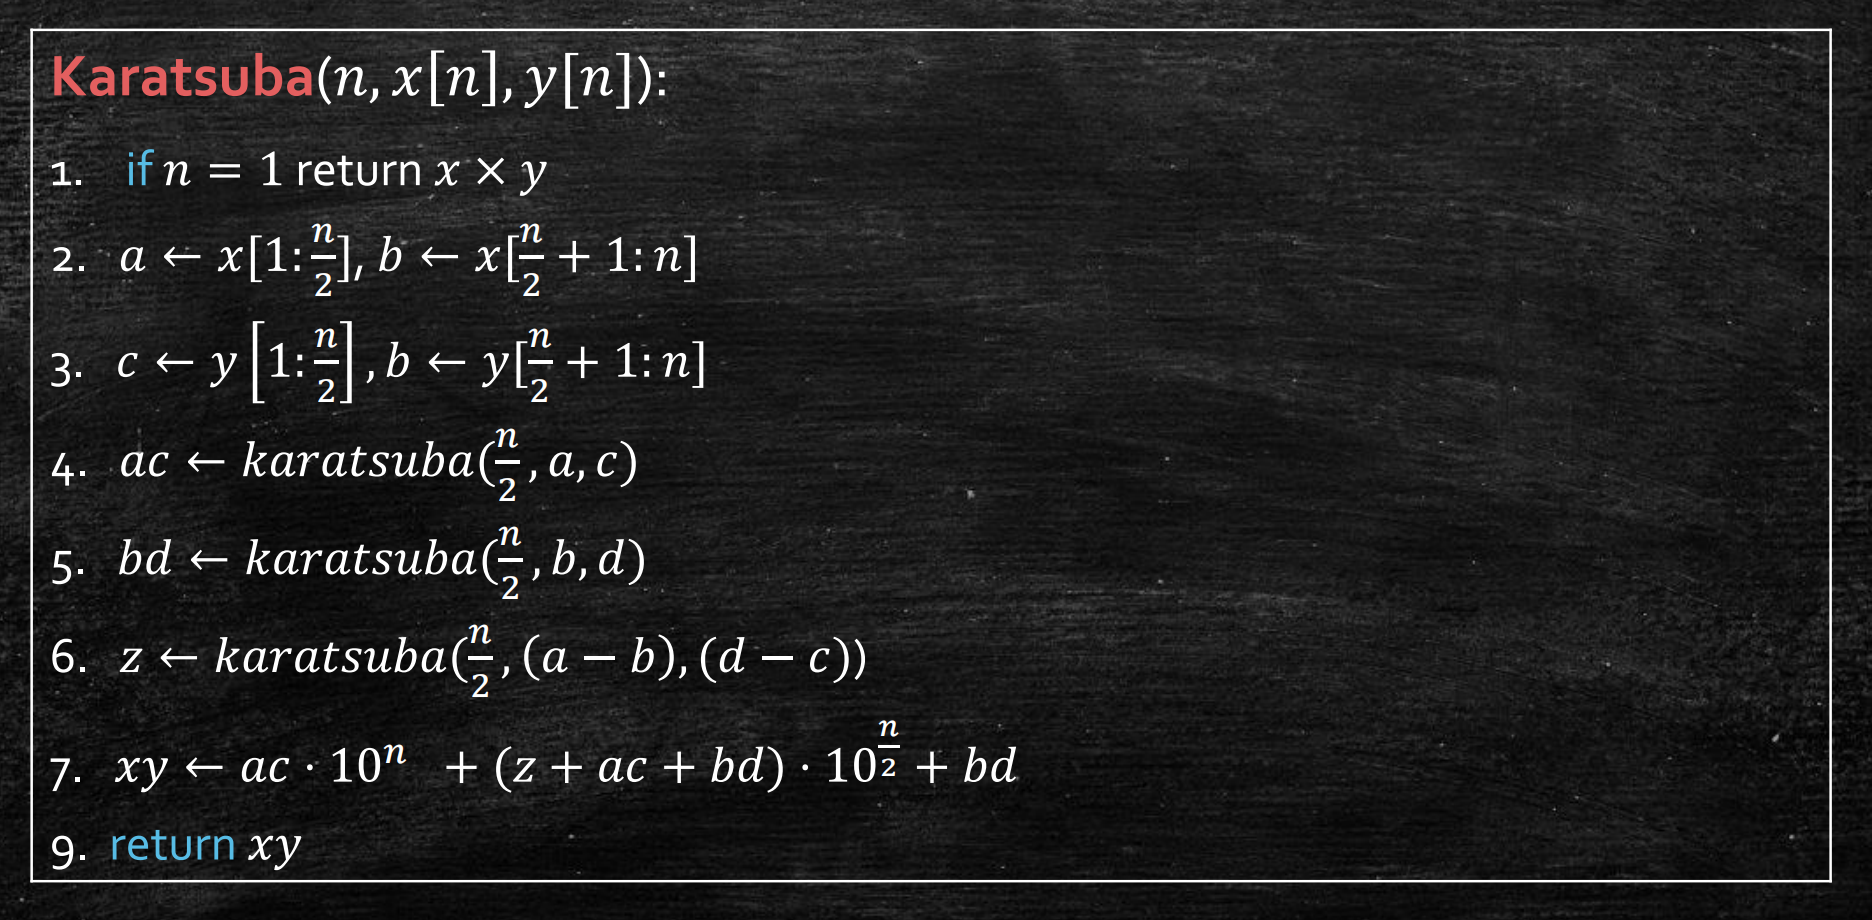 Karatsuba(n, x[n], y[n]):
1. if n = 1 return x × y
2. a ← x[1: n/2], b ← x[n/2 + 1: n]
3. c ← y[1: n/2], b ← y[n/2 + 1: n]
4. ac ← karatsuba(n/2, a, c)
5. bd ← karatsuba(n/2, b, d)
6. z ← karatsuba(n/2, (a − b), (d − c))
7. xy ← ac · 10^n + (z + ac + bd) · 10^(n/2) + bd
9. return xy